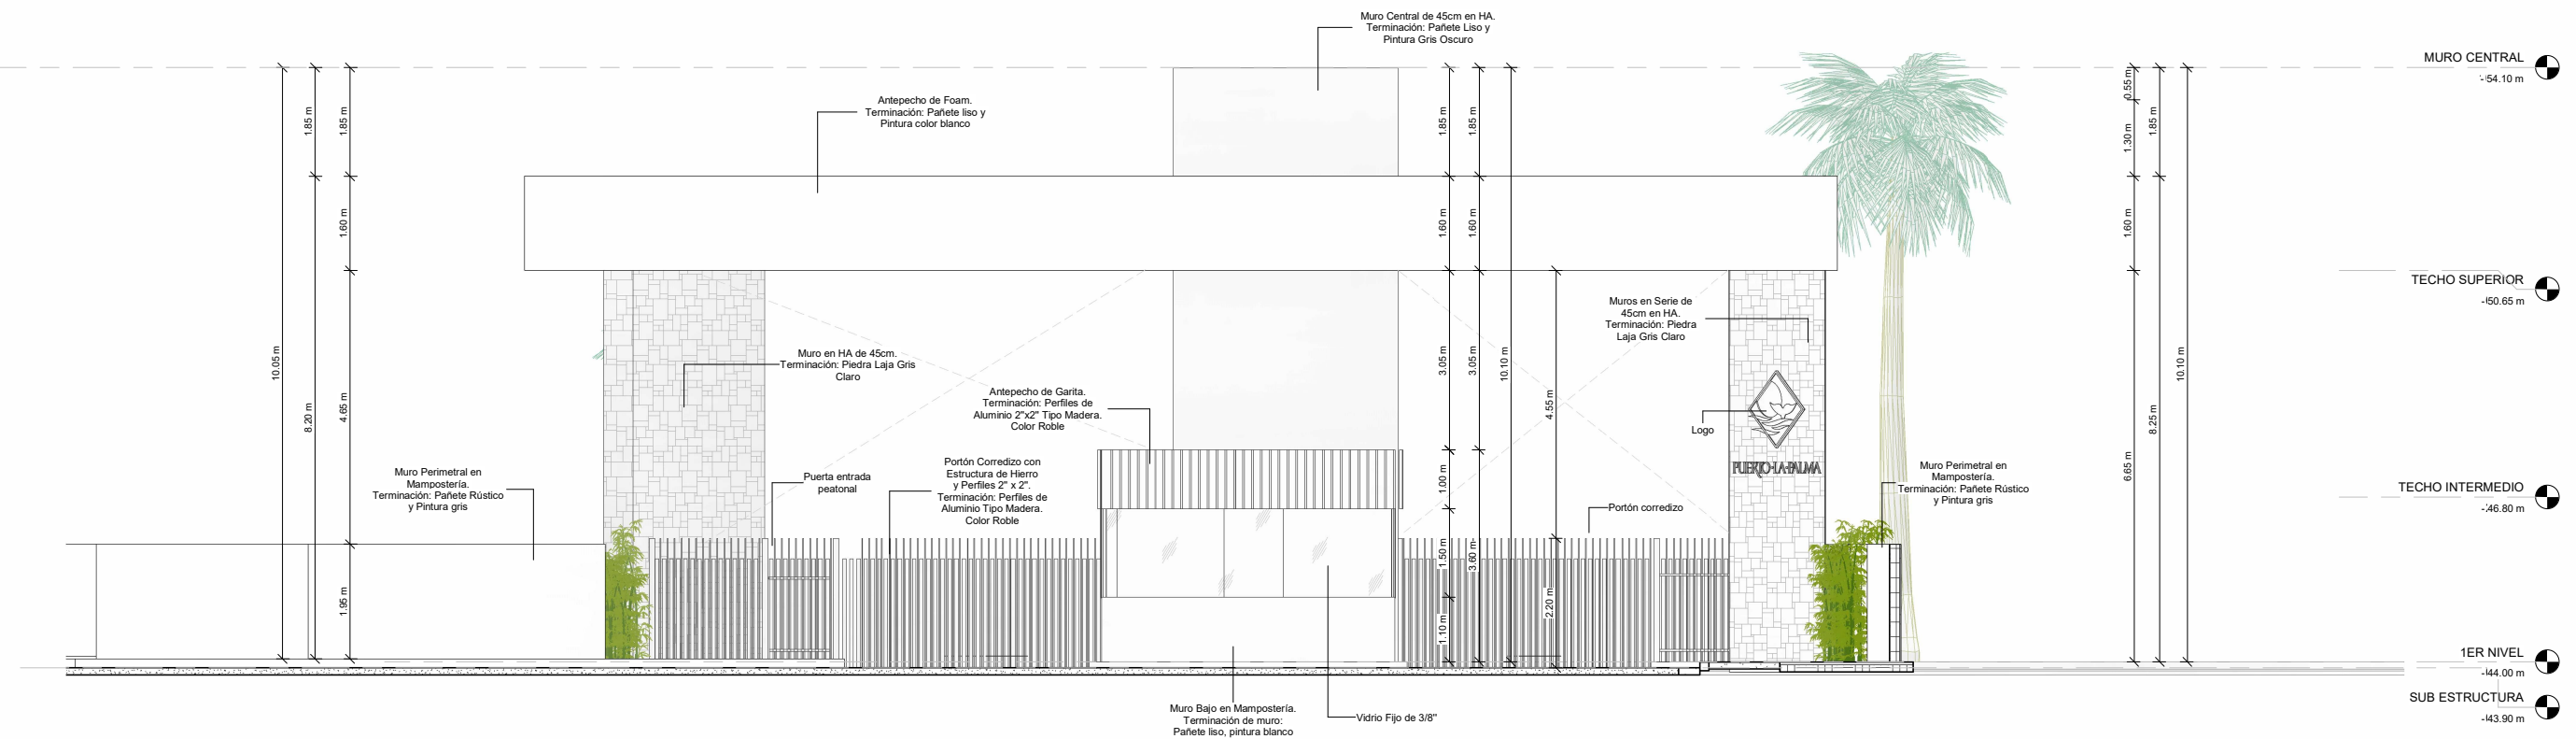 Muro Central de 45cm en HA.
Terminación: Pañete Liso y
Pintura Gris Oscuro
MURO CENTRAL
54.10 m
Antepecho de Foam.
Terminación: Pañete liso y
Pintura color blanco
1.85 m
1.85 m
1.85 m
1.85 m
0.55 m
1.30 m
1.85 m
1.60 m
1.60 m
1.60 m
1.60 m
TECHO SUPERIOR
50.65 m
Muros en Serie de
45cm en HA.
Terminación: Piedra
Laja Gris Claro
Muro en HA de 45cm.
Terminación: Piedra Laja Gris
Claro
10.05 m
8.20 m
4.65 m
3.05 m
3.05 m
10.10 m
4.55 m
6.65 m
8.25 m
10.10 m
Antepecho de Garita.
Terminación: Perfiles de
Aluminio 2"x2" Tipo Madera.
Color Roble
Logo
PUERTO·LA·PALMA
Muro Perimetral en
Mampostería.
Terminación: Pañete Rústico
y Pintura gris
Puerta entrada
peatonal
Portón Corredizo con
Estructura de Hierro
y Perfiles 2" x 2".
Terminación: Perfiles de
Aluminio Tipo Madera.
Color Roble
1.00 m
Portón corredizo
Muro Perimetral en
Mampostería.
Terminación: Pañete Rústico
y Pintura gris
TECHO INTERMEDIO
46.80 m
1.95 m
1.50 m
3.60 m
2.20 m
1.10 m
1ER NIVEL
44.00 m
SUB ESTRUCTURA
43.90 m
Muro Bajo en Mampostería.
Terminación de muro:
Pañete liso, pintura blanco
Vidrio Fijo de 3/8"